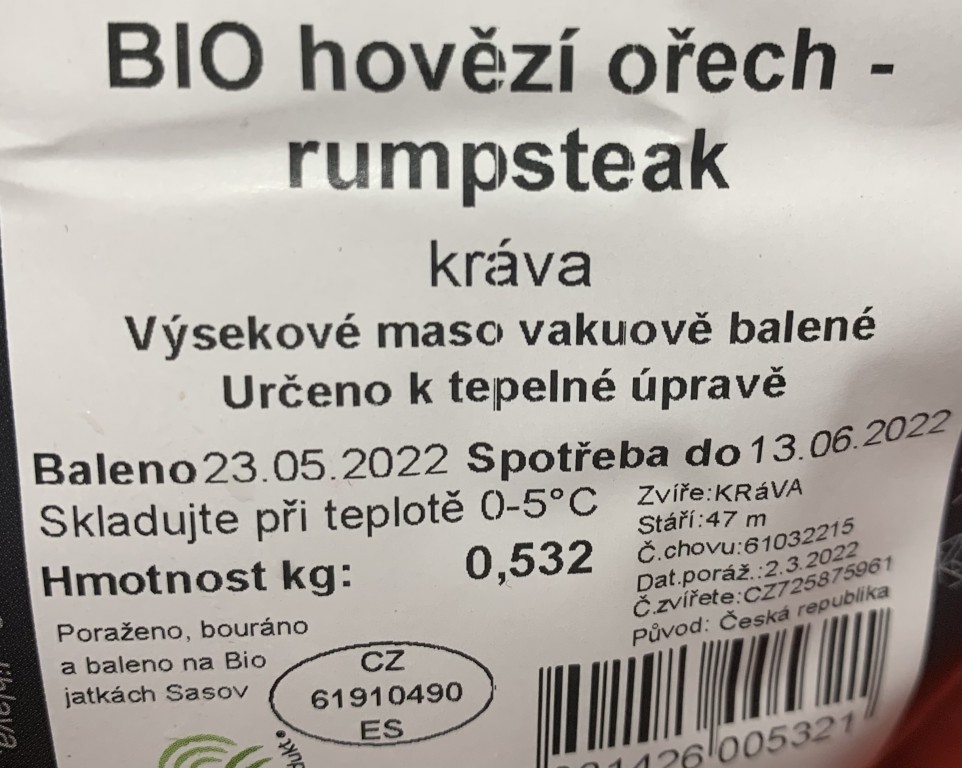 BIO hovězí ořech -
rumpsteak
kráva
Výsekové maso vakuově balené
Určeno k tepelné úpravě
Baleno 23.05.2022 Spotřeba do 13.06.2022
Skladujte při teplotě 0-5°C
Zvíře:KRáVA
Stáří:47 m
Č.chovu:61032215
Hmotnost kg: 0,532
Dat.poráž.:2.3.2022
Č.zvířete:CZ725875961
Původ: Česká republika
Poraženo, bouráno
a baleno na Bio
jatkách Sasov
CZ
61910490
ES
005321